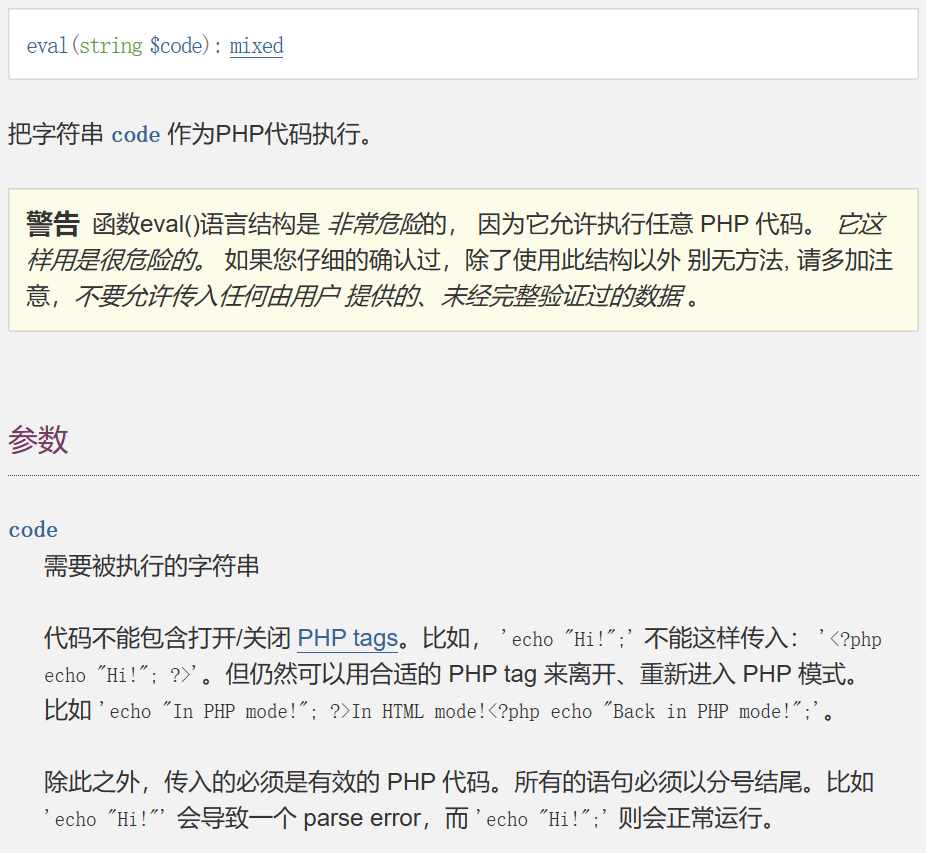 eval(string $code): mixed
把字符串 code 作为PHP代码执行。
警告 函数eval()语言结构是 非常危险的， 因为它允许执行任意 PHP 代码。 它这
样用是很危险的。 如果您仔细的确认过，除了使用此结构以外 别无方法, 请多加注
意，不要允许传入任何由用户 提供的、未经完整验证过的数据 。
参数
code
需要被执行的字符串
代码不能包含打开/关闭 PHP tags。比如， 'echo "Hi!";' 不能这样传入： '<?php
echo "Hi!"; ?>'。但仍然可以用合适的 PHP tag 来离开、重新进入 PHP 模式。
比如 'echo "In PHP mode!"; ?>In HTML mode!<?php echo "Back in PHP mode!";'。
除此之外，传入的必须是有效的 PHP 代码。所有的语句必须以分号结尾。比如
'echo "Hi!"' 会导致一个 parse error，而 'echo "Hi!";' 则会正常运行。